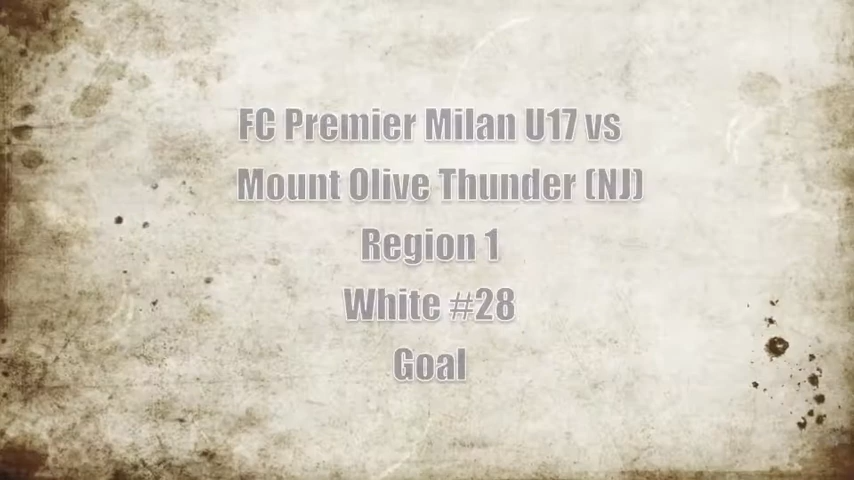 FC Premier Milan U17 vs
Mount Olive Thunder (NJ)
Region 1
White #28
Goal